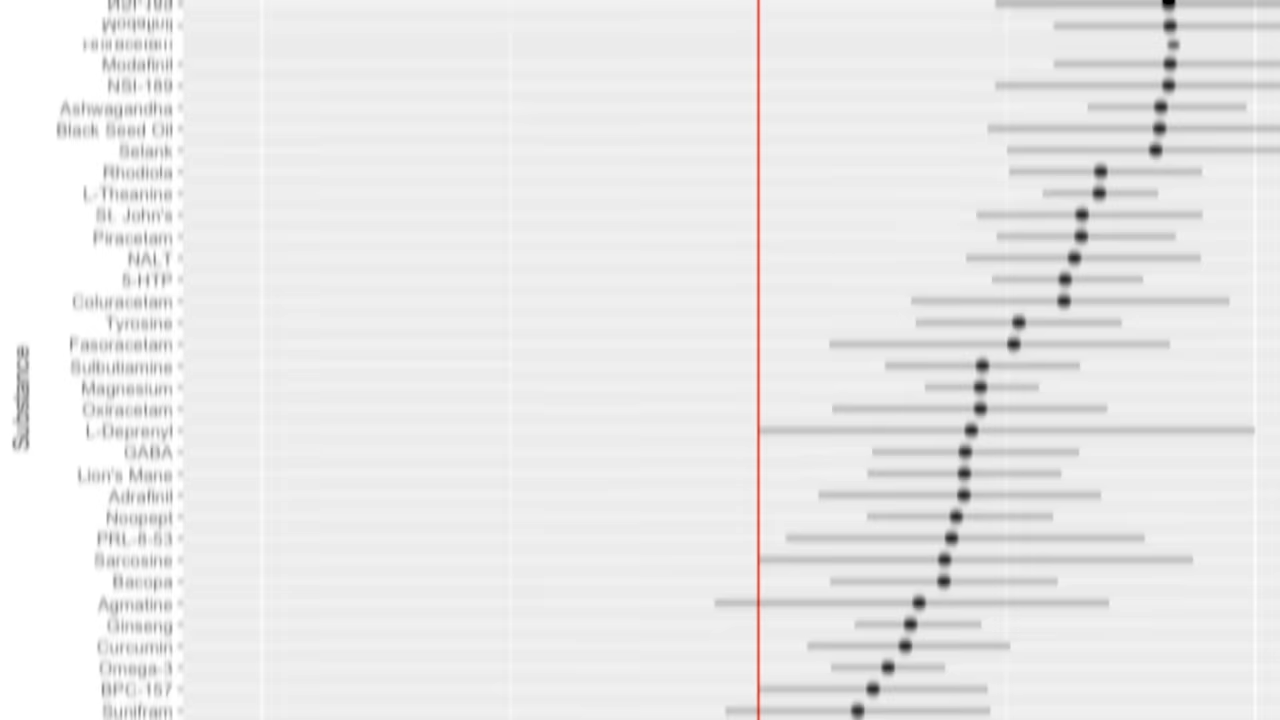 Modafinil
NSI-189
Ashwagandha
Black Seed Oil
Selank
Rhodiola
L-Theanine
St. John's
Piracetam
NALT
5-HTP
Coluracetam
Tyrosine
Fasoracetam
Sulbutiamine
Magnesium
Oxiracetam
L-Deprenyl
GABA
Lion's Mane
Adrafinil
Noopept
PRL-8-53
Sarcosine
Bacopa
Agmatine
Ginseng
Curcumin
Omega-3
BPC-157
Sunifram
Substance